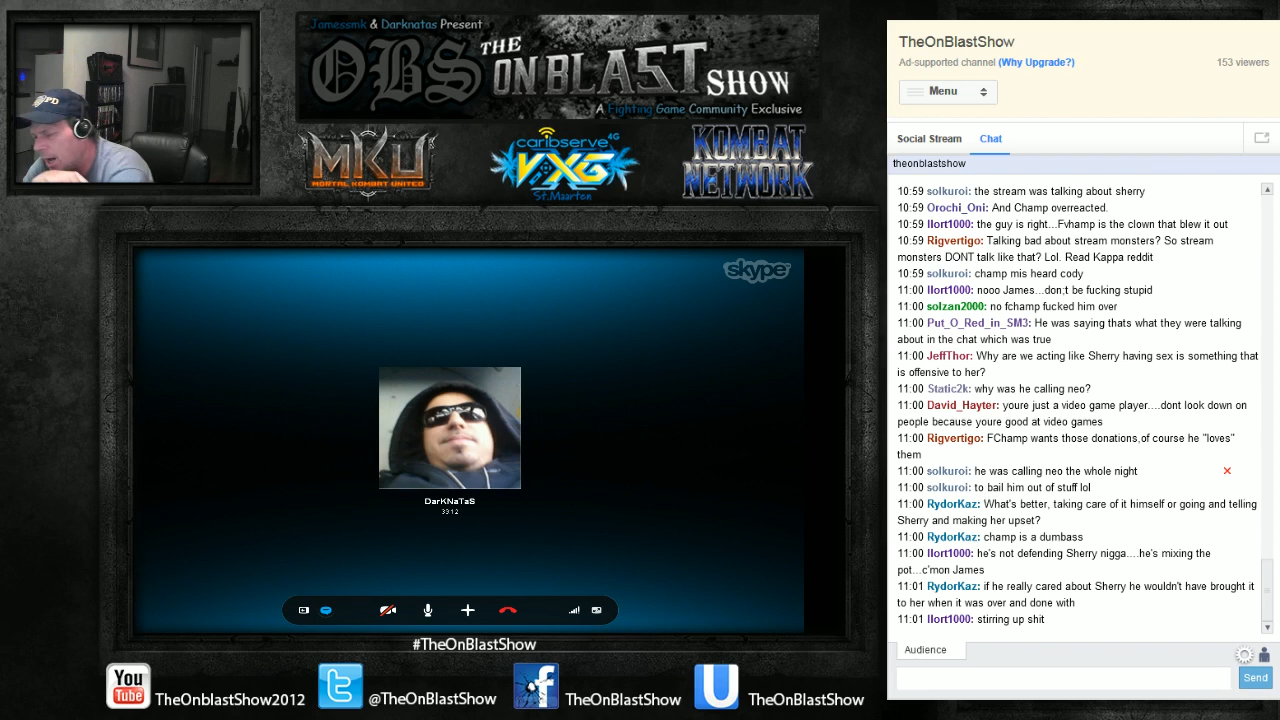 Jamessmk & Darknatas Present
OBS THE ON BLAST SHOW
A Fighting Game Community Exclusive
MKU
MORTAL KOMBAT UNITED
caribserve 4G
VXG
St.Maarten
KOMBAT
NETWORK
PD
skype
DarKNaTaS
33:12
#TheOnBlastShow
You
Tube
TheOnblastShow2012
@TheOnBlastShow
TheOnBlastShow
U
TheOnBlastShow
TheOnBlastShow
Ad-supported channel (Why Upgrade?)
153 viewers
Menu
Social Stream
Chat
theonblastshow
10:59 solkuroi: the stream was talking about sherry
10:59 Orochi_Oni: And Champ overreacted.
10:59 llort1000: the guy is right...Fvhamp is the clown that blew it out
10:59 Rigvertigo: Talking bad about stream monsters? So stream
monsters DONT talk like that? Lol. Read Kappa reddit
10:59 solkuroi: champ mis heard cody
11:00 llort1000: nooo James...don;t be fucking stupid
11:00 solzan2000: no fchamp fucked him over
11:00 Put_O_Red_in_SM3: He was saying thats what they were talking
about in the chat which was true
11:00 JeffThor: Why are we acting like Sherry having sex is something that
is offensive to her?
11:00 Static2k: why was he calling neo?
11:00 David_Hayter: youre just a video game player....dont look down on
people because youre good at video games
11:00 Rigvertigo: FChamp wants those donations,of course he "loves"
them
11:00 solkuroi: he was calling neo the whole night
11:00 solkuroi: to bail him out of stuff lol
11:00 RydorKaz: What's better, taking care of it himself or going and telling
Sherry and making her upset?
11:00 RydorKaz: champ is a dumbass
11:00 llort1000: he's not defending Sherry nigga....he's mixing the
pot...c'mon James
11:01 RydorKaz: if he really cared about Sherry he wouldn't have brought it
to her when it was over and done with
11:01 llort1000: stirring up shit
Audience
Send